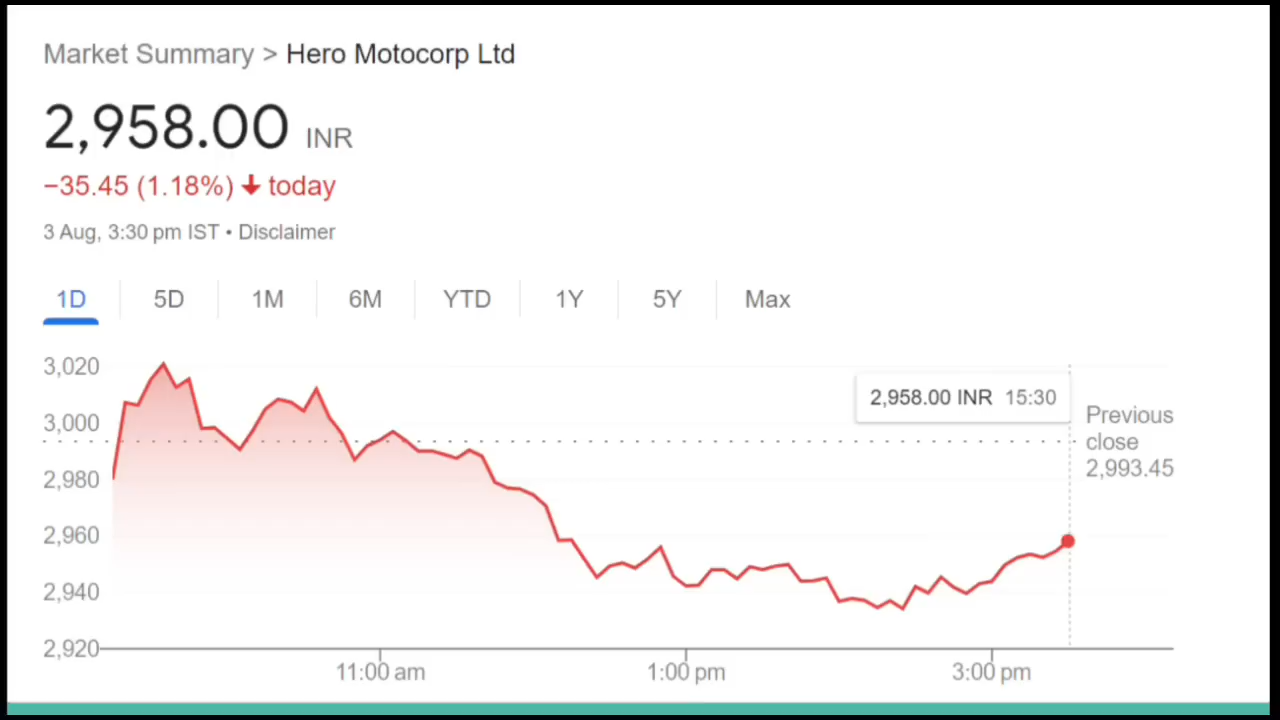 Market Summary > Hero Motocorp Ltd
2,958.00 INR
−35.45 (1.18%) ↓ today
3 Aug, 3:30 pm IST • Disclaimer
1D 5D 1M 6M YTD 1Y 5Y Max
3,020
2,958.00 INR 15:30
3,000
Previous
close
2,993.45
2,980
2,960
2,940
2,920
11:00 am 1:00 pm 3:00 pm